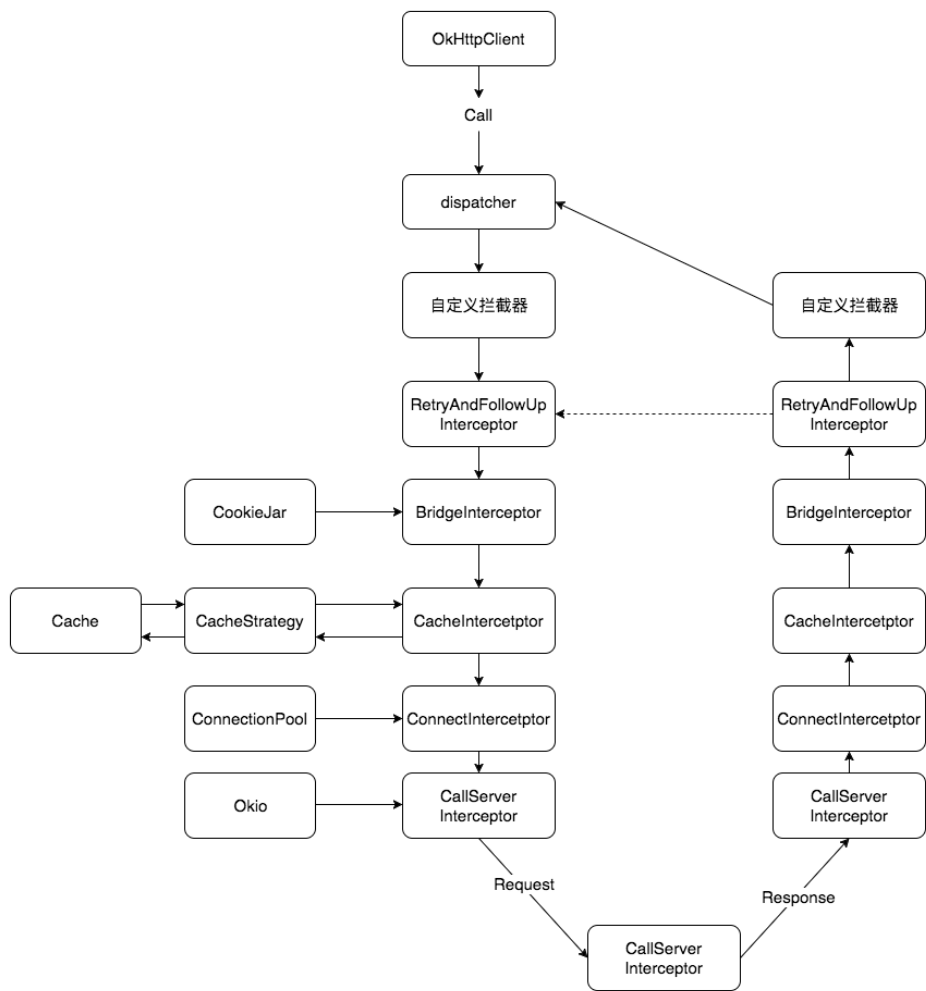 OkHttpClient
Call
dispatcher
自定义拦截器
自定义拦截器
RetryAndFollowUp
Interceptor
RetryAndFollowUp
Interceptor
CookieJar
BridgeInterceptor
BridgeInterceptor
Cache
CacheStrategy
CacheIntercetptor
CacheIntercetptor
ConnectionPool
ConnectIntercetptor
ConnectIntercetptor
Okio
CallServer
Interceptor
CallServer
Interceptor
Request
Response
CallServer
Interceptor